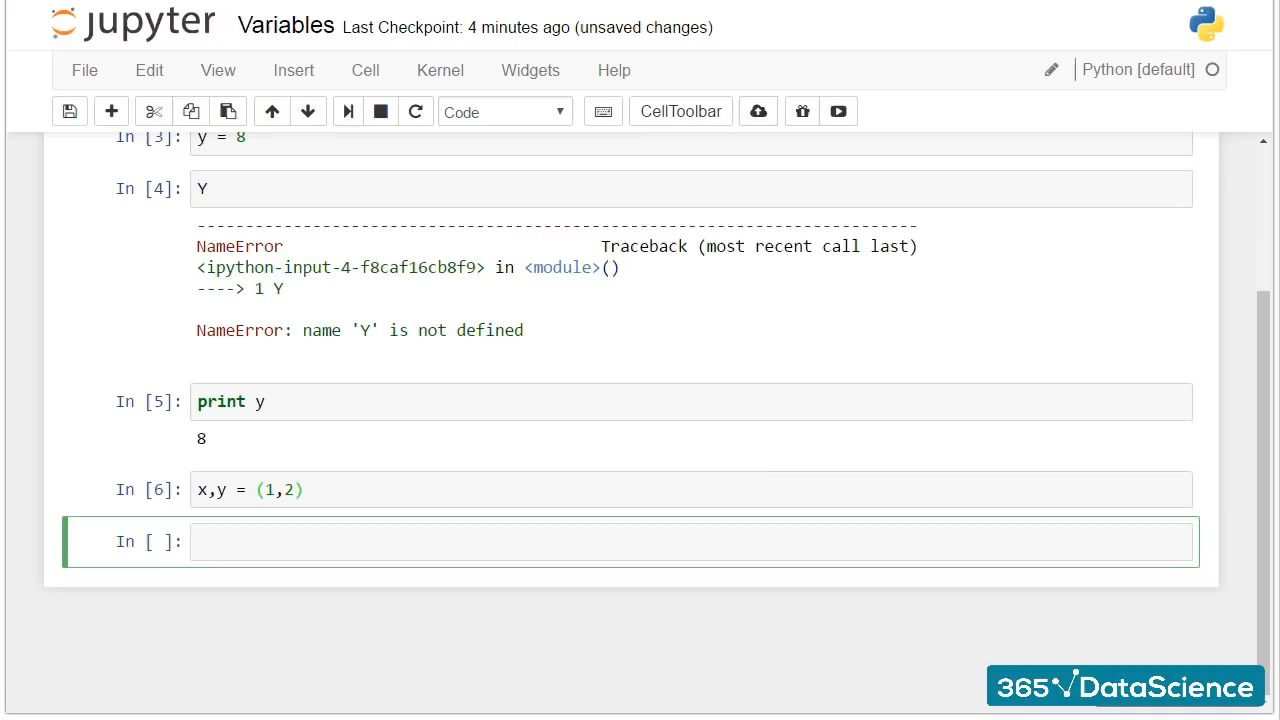 jupyter Variables Last Checkpoint: 4 minutes ago (unsaved changes)
File Edit View Insert Cell Kernel Widgets Help Python [default]
Code CellToolbar
In [3]: y = 8
In [4]: Y
---------------------------------------------------------------------------
NameError Traceback (most recent call last)
<ipython-input-4-f8caf16cb8f9> in <module>()
----> 1 Y
NameError: name 'Y' is not defined
In [5]: print y
8
In [6]: x,y = (1,2)
In [ ]:
365 DataScience